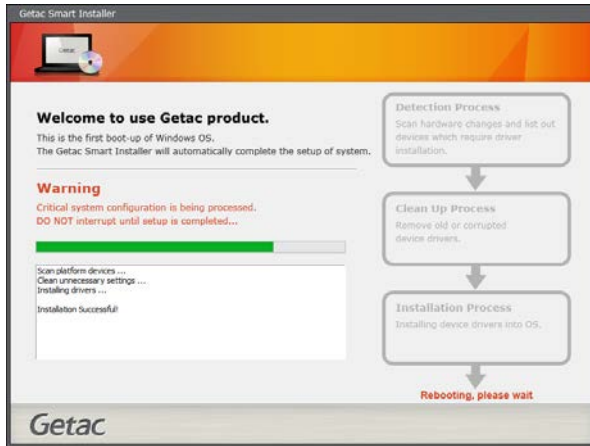 Getac Smart Installer
Getac
Welcome to use Getac product.
This is the first boot-up of Windows OS.
The Getac Smart Installer will automatically complete the setup of system.
Warning
Critical system configuration is being processed.
DO NOT interrupt until setup is completed...
Scan platform devices ...
Clean unnecessary settings ...
Installing drivers ...
Installation Successful!
Detection Process
Scan hardware changes and list out
devices which require driver
installation.
Clean Up Process
Remove old or corrupted
device drivers.
Installation Process
Installing device drivers into OS.
Rebooting, please wait
Getac